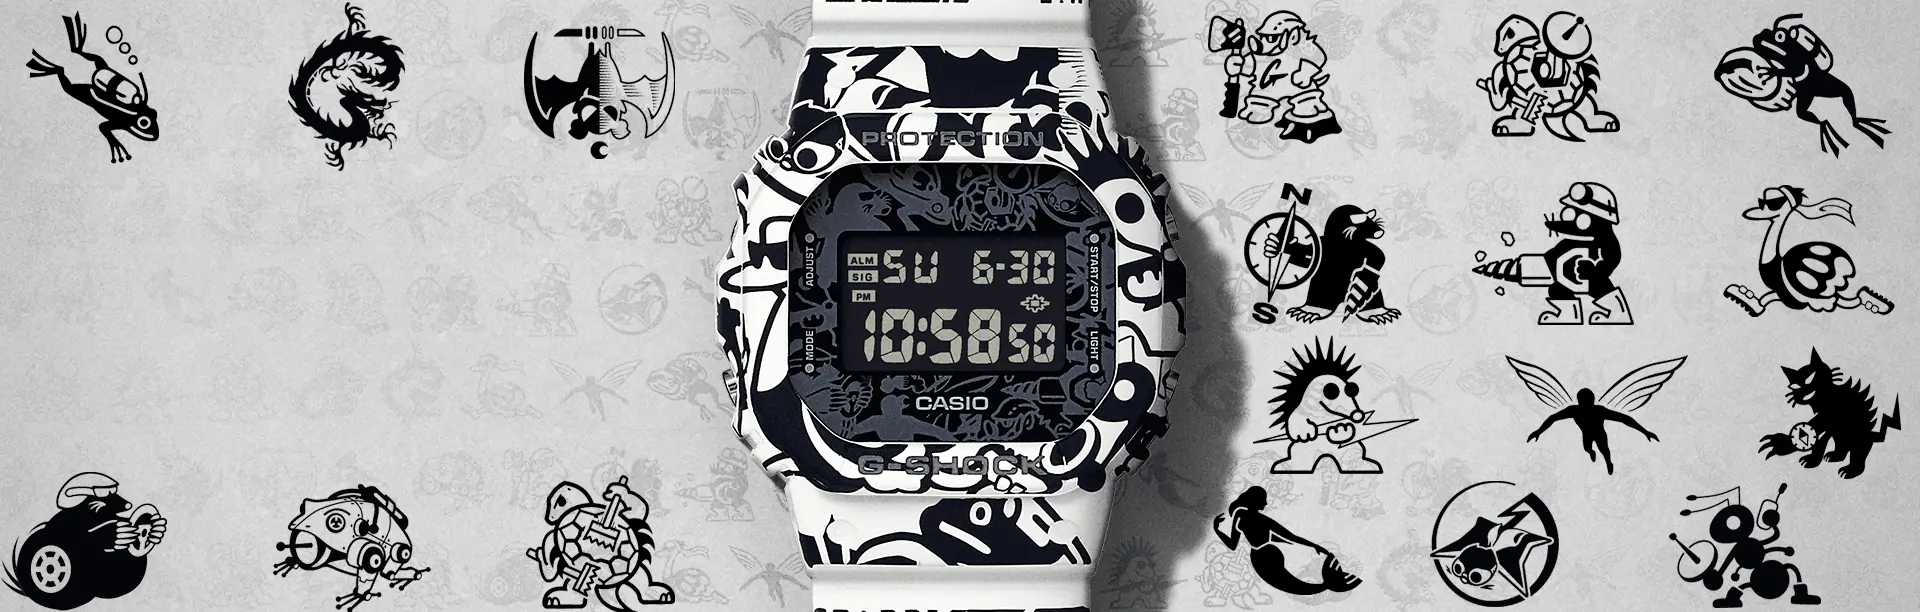 PROTECTION
ADJUST
START/STOP
ALM
SIG
SU 6-30
PM
10:58 50
MODE
LIGHT
CASIO
G-SHOCK
N
S
G